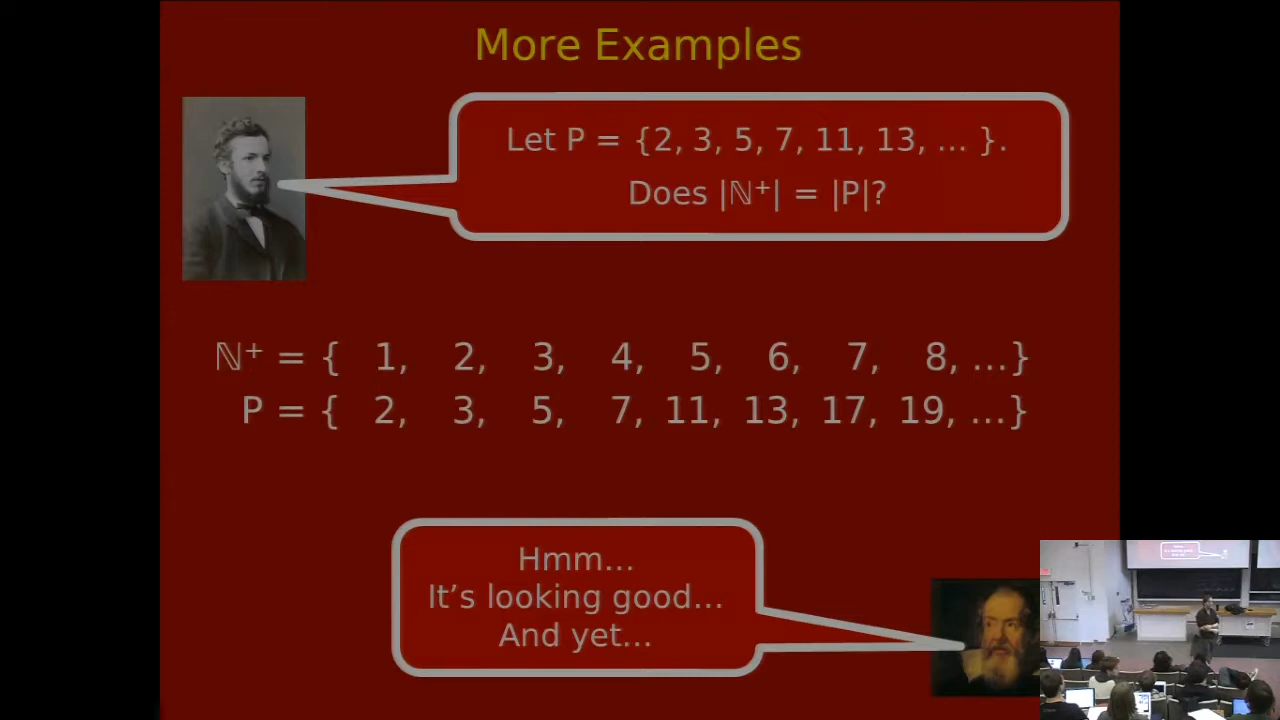 More Examples
Let P = {2, 3, 5, 7, 11, 13, … }.
Does |ℕ⁺| = |P|?
ℕ⁺ = { 1, 2, 3, 4, 5, 6, 7, 8, …}
P = { 2, 3, 5, 7, 11, 13, 17, 19, …}
Hmm…
It’s looking good…
And yet…